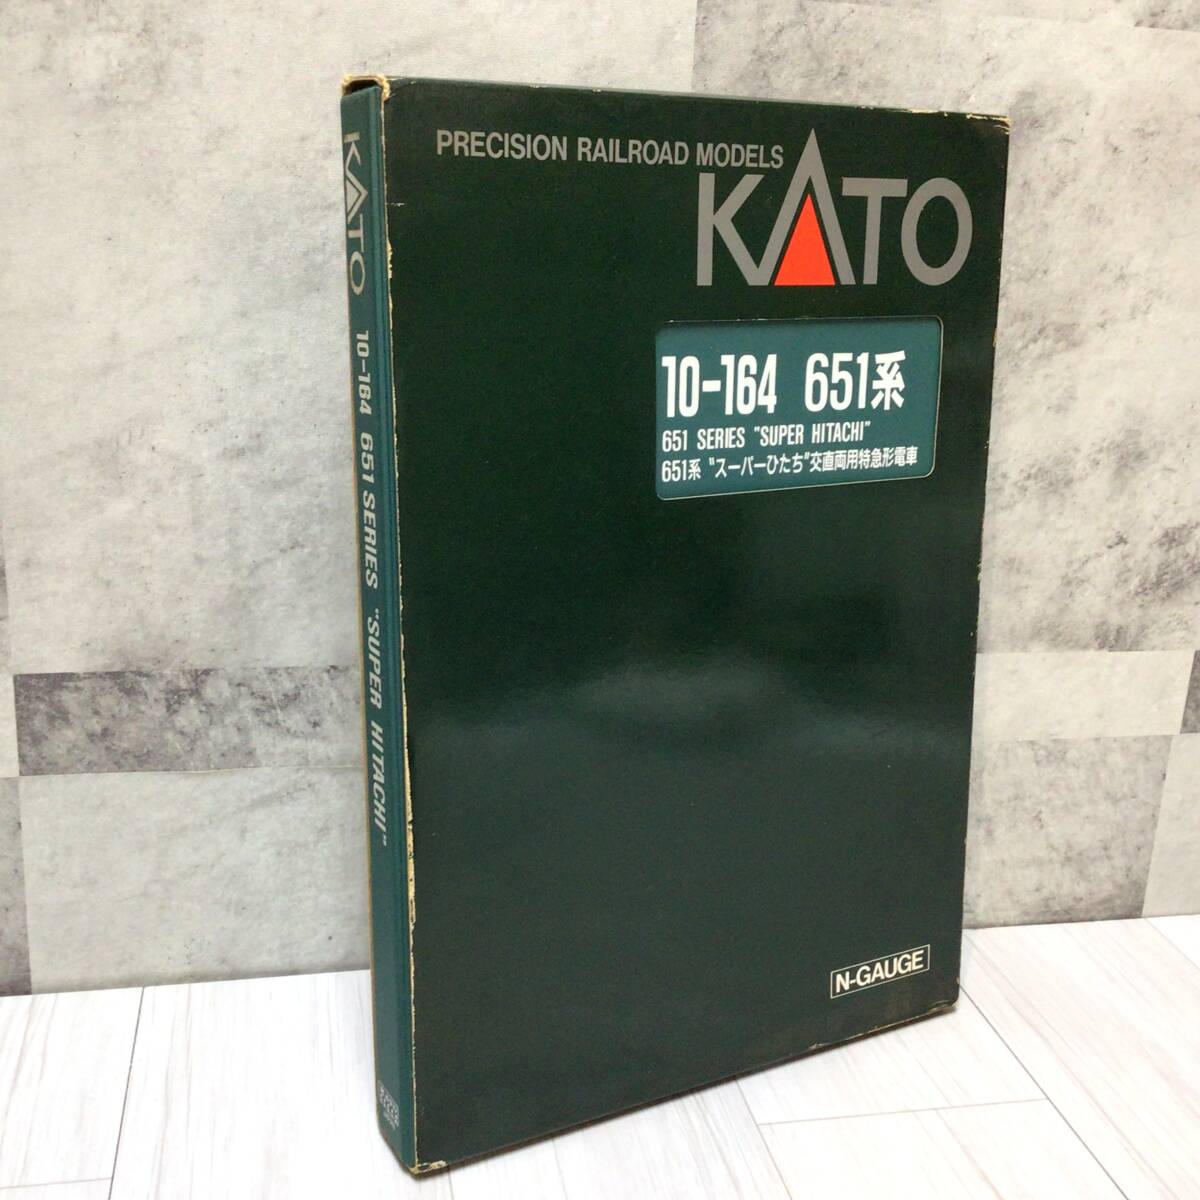 PRECISION RAILROAD MODELS
KATO
10-164 651系
651 SERIES "SUPER HITACHI"
651系 "スーパーひたち"交直両用特急形電車
N-GAUGE
KATO 10-164 651 SERIES "SUPER HITACHI"